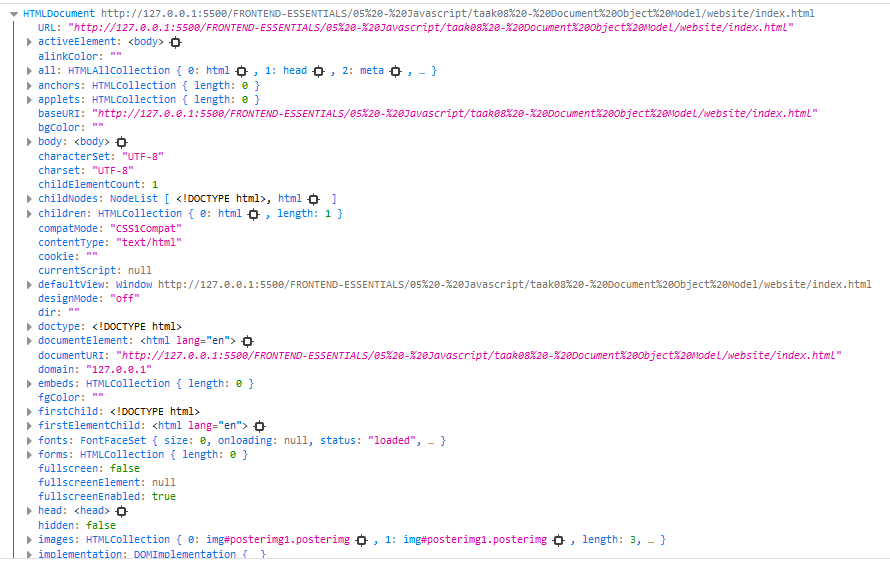 HTMLDocument http://127.0.0.1:5500/FRONTEND-ESSENTIALS/05%20-%20Javascript/taak08%20-%20Document%20Object%20Model/website/index.html
URL: "http://127.0.0.1:5500/FRONTEND-ESSENTIALS/05%20-%20Javascript/taak08%20-%20Document%20Object%20Model/website/index.html"
activeElement: <body>
alinkColor: ""
all: HTMLAllCollection { 0: html , 1: head , 2: meta , … }
anchors: HTMLCollection { length: 0 }
applets: HTMLCollection { length: 0 }
baseURI: "http://127.0.0.1:5500/FRONTEND-ESSENTIALS/05%20-%20Javascript/taak08%20-%20Document%20Object%20Model/website/index.html"
bgColor: ""
body: <body>
characterSet: "UTF-8"
charset: "UTF-8"
childElementCount: 1
childNodes: NodeList [ <!DOCTYPE html>, html ]
children: HTMLCollection { 0: html , length: 1 }
compatMode: "CSS1Compat"
contentType: "text/html"
cookie: ""
currentScript: null
defaultView: Window http://127.0.0.1:5500/FRONTEND-ESSENTIALS/05%20-%20Javascript/taak08%20-%20Document%20Object%20Model/website/index.html
designMode: "off"
dir: ""
doctype: <!DOCTYPE html>
documentElement: <html lang="en">
documentURI: "http://127.0.0.1:5500/FRONTEND-ESSENTIALS/05%20-%20Javascript/taak08%20-%20Document%20Object%20Model/website/index.html"
domain: "127.0.0.1"
embeds: HTMLCollection { length: 0 }
fgColor: ""
firstChild: <!DOCTYPE html>
firstElementChild: <html lang="en">
fonts: FontFaceSet { size: 0, onloading: null, status: "loaded", … }
forms: HTMLCollection { length: 0 }
fullscreen: false
fullscreenElement: null
fullscreenEnabled: true
head: <head>
hidden: false
images: HTMLCollection { 0: img#posterimg1.posterimg , 1: img#posterimg1.posterimg , length: 3, … }
implementation: DOMImplementation { }